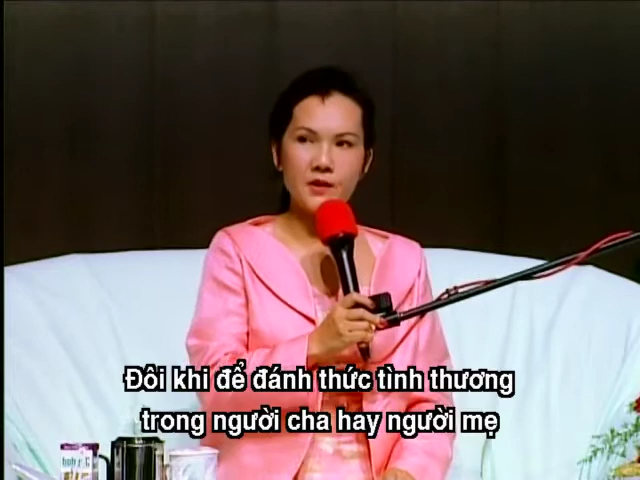 Đôi khi để đánh thức tình thương
trong người cha hay người mẹ